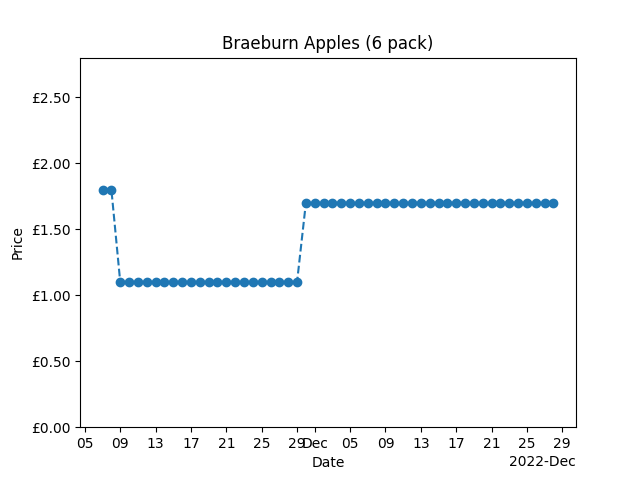 Braeburn Apples (6 pack)
£2.50
£2.00
£1.50
£1.00
£0.50
£0.00
Price
05 09 13 17 21 25 29 Dec 05 09 13 17 21 25 29
Date
2022-Dec